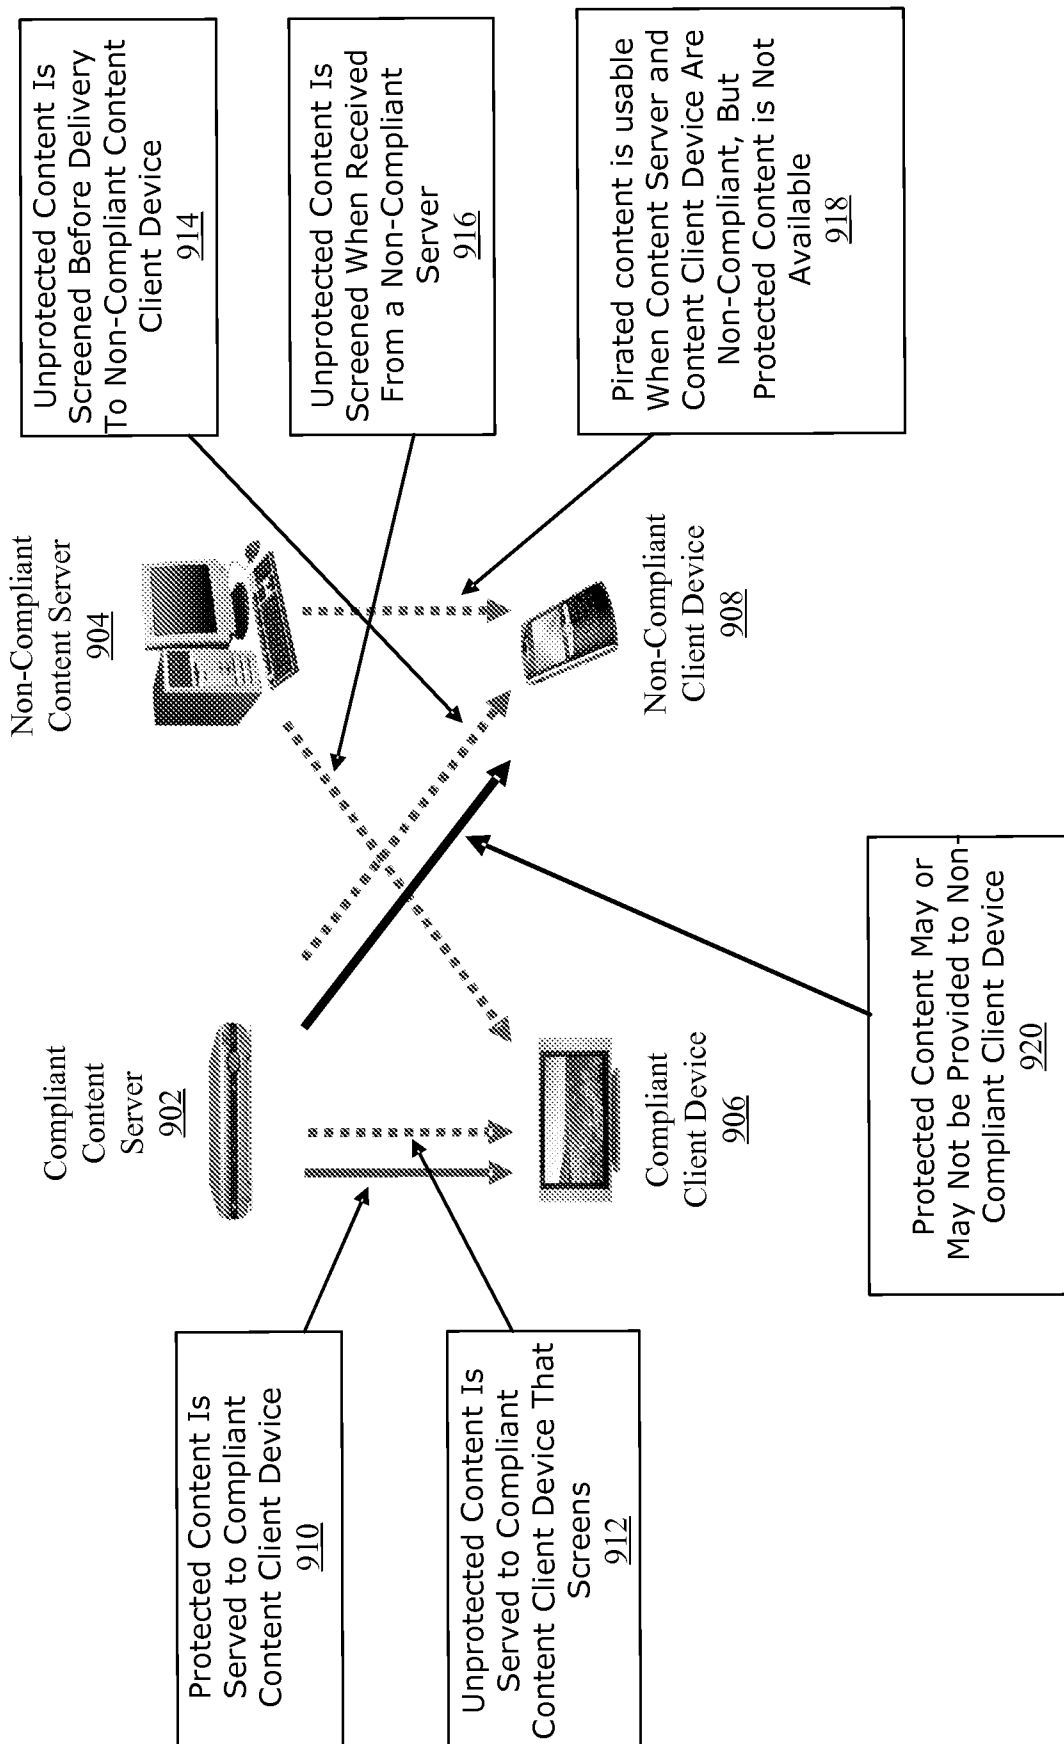 Protected Content Is
Served to Compliant
Content Client Device
910
Unprotected Content Is
Served to Compliant
Content Client Device That
Screens
912
Compliant
Content
Server
902
Compliant
Client Device
906
Protected Content May or
May Not be Provided to Non-
Compliant Client Device
920
Non-Compliant
Content Server
904
Non-Compliant
Client Device
908
Unprotected Content Is
Screened Before Delivery
To Non-Compliant Content
Client Device
914
Unprotected Content Is
Screened When Received
From a Non-Compliant
Server
916
Pirated content is usable
When Content Server and
Content Client Device Are
Non-Compliant, But
Protected Content is Not
Available
918